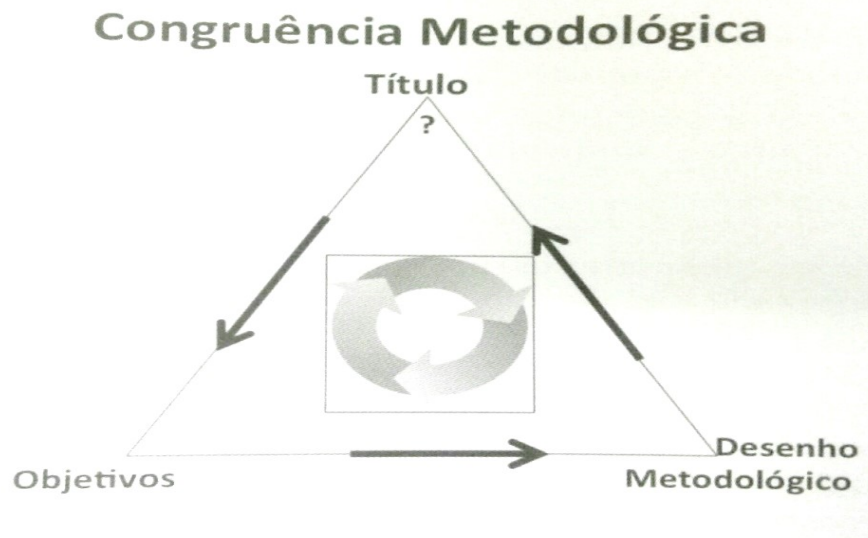 Congruência Metodológica
Título
?
Objetivos
Desenho
Metodológico